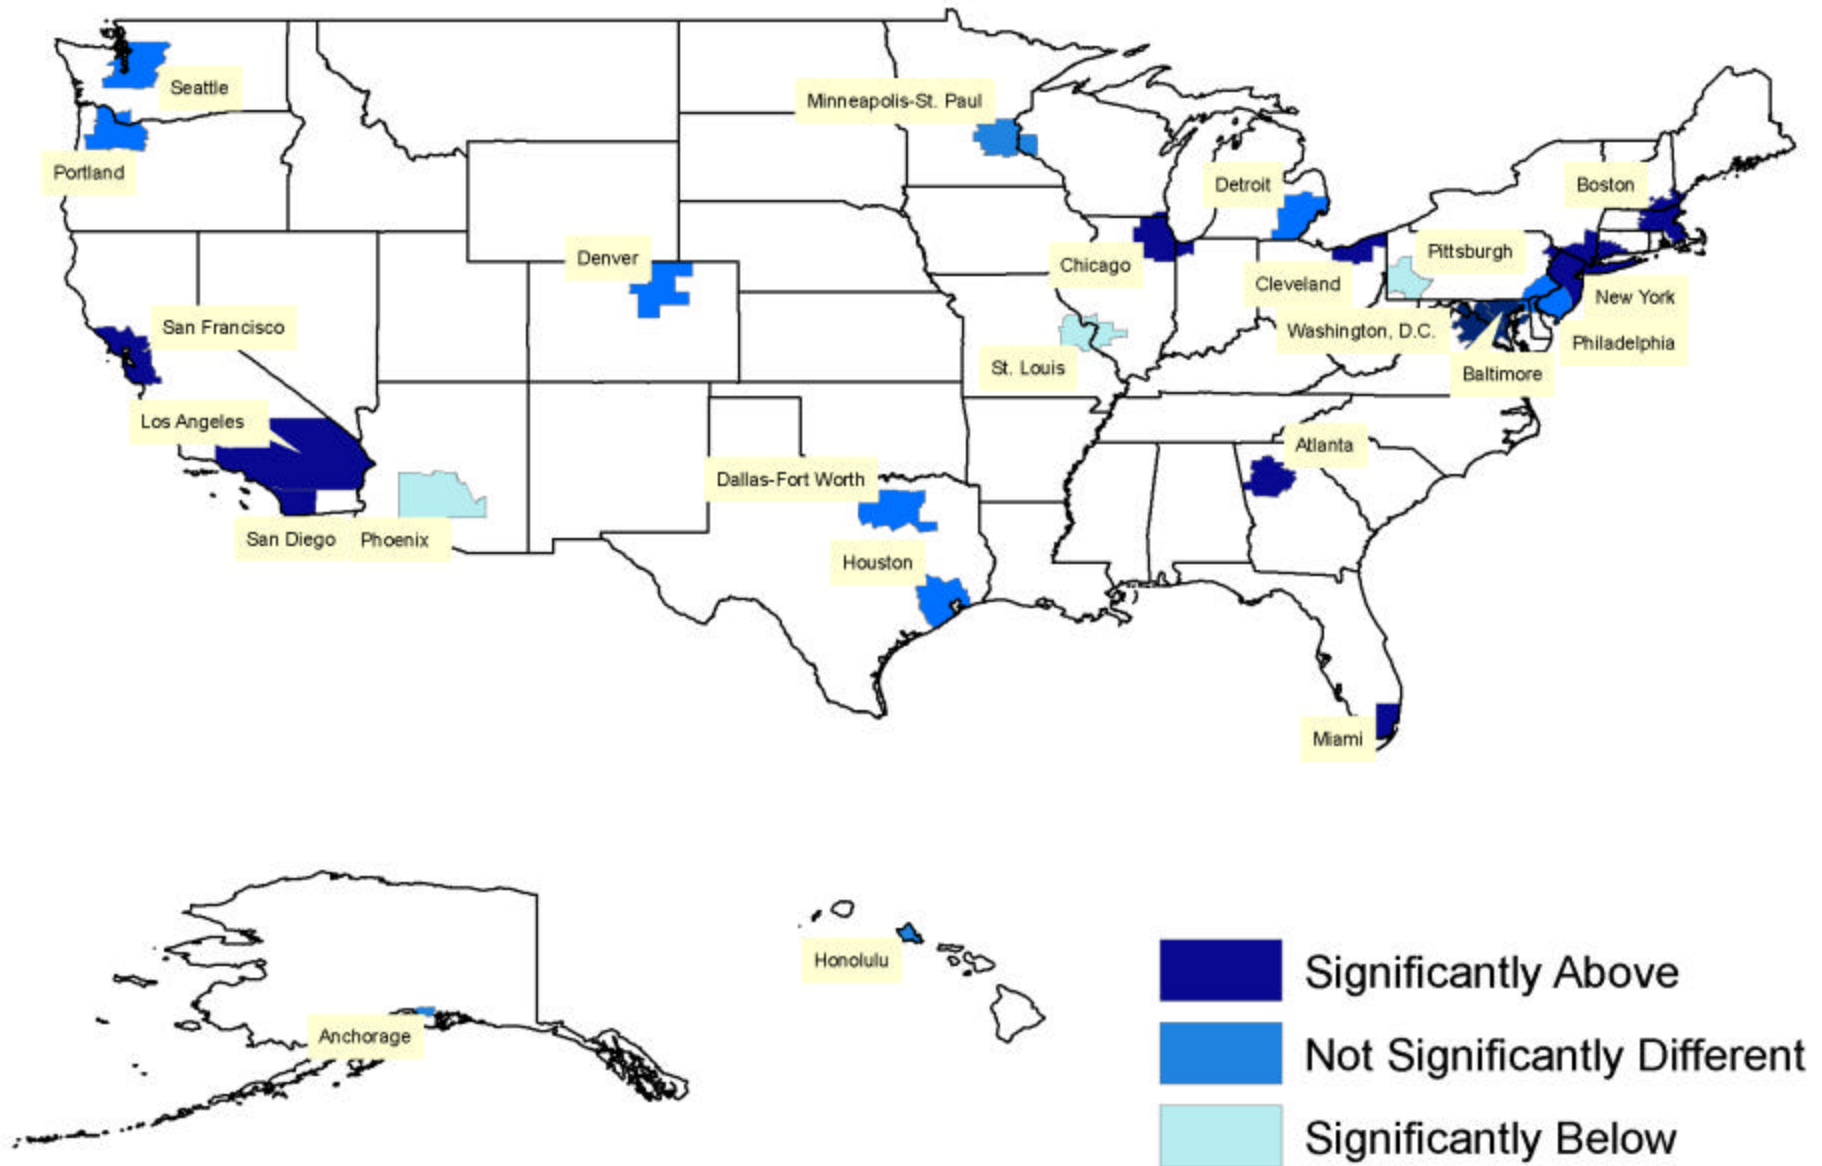 Seattle
Minneapolis-St. Paul
Portland
Detroit
Boston
Denver
Chicago
Pittsburgh
Cleveland
New York
San Francisco
Washington, D.C.
Philadelphia
St. Louis
Baltimore
Los Angeles
Atlanta
Dallas-Fort Worth
San Diego
Phoenix
Houston
Miami
Honolulu
Anchorage
Significantly Above
Not Significantly Different
Significantly Below